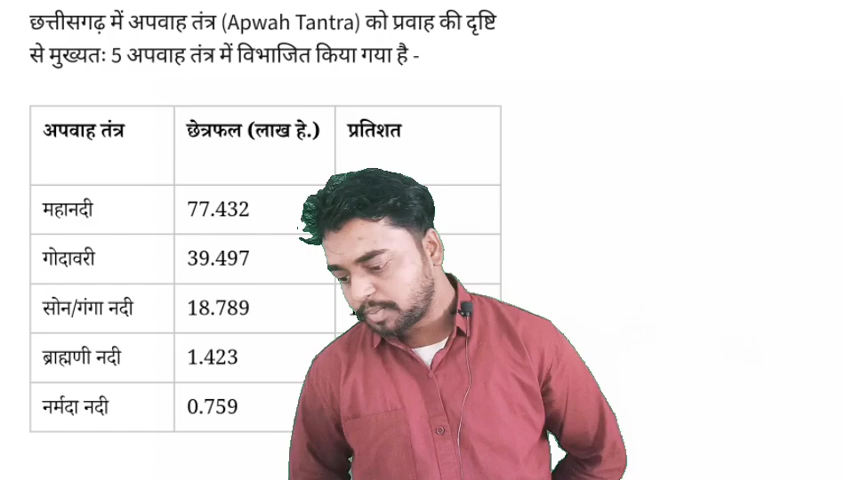 छत्तीसगढ़ में अपवाह तंत्र (Apwah Tantra) को प्रवाह की दृष्टि
से मुख्यतः 5 अपवाह तंत्र में विभाजित किया गया है -
अपवाह तंत्र छेत्रफल (लाख हे.) प्रतिशत
महानदी 77.432
गोदावरी 39.497
सोन/गंगा नदी 18.789
ब्राह्मणी नदी 1.423
नर्मदा नदी 0.759